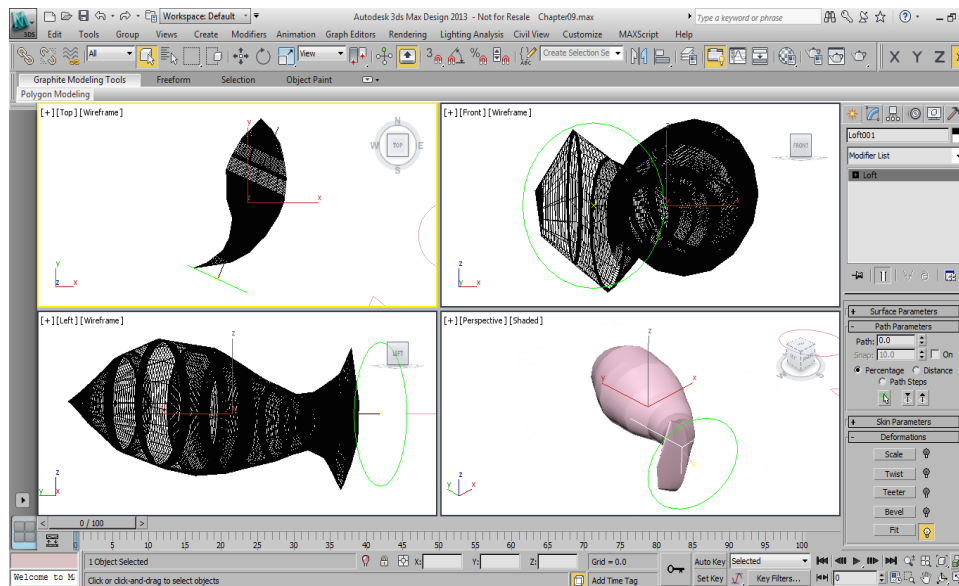 Workspace: Default
Autodesk 3ds Max Design 2013 - Not for Resale Chapter09.max
Type a keyword or phrase
3DS
Edit Tools Group Views Create Modifiers Animation Graph Editors Rendering Lighting Analysis Civil View Customize MAXScript Help
All
View
3
Create Selection Se
X Y Z
Graphite Modeling Tools Freeform Selection Object Paint
Polygon Modeling
[+][Top][Wireframe]
[+][Front][Wireframe]
N
W TOP E
S
FRONT
y
x
z
z
x
y
z x
z
y x
Loft001
Modifier List
Loft
[+][Left][Wireframe]
[+][Perspective][Shaded]
LEFT
z
y
z
y x
z
y x
z
y x
+ Surface Parameters
- Path Parameters
Path: 0.0
Snap: 10.0 On
Percentage Distance
Path Steps
+ Skin Parameters
- Deformations
Scale
Twist
Teeter
Bevel
Fit
< 0 / 100 >
0 5 10 15 20 25 30 35 40 45 50 55 60 65 70 75 80 85 90 95 100
1 Object Selected X: Y: Z: Grid = 0.0 Auto Key Selected
Welcome to M Click or click-and-drag to select objects Add Time Tag Set Key Key Filters... 0